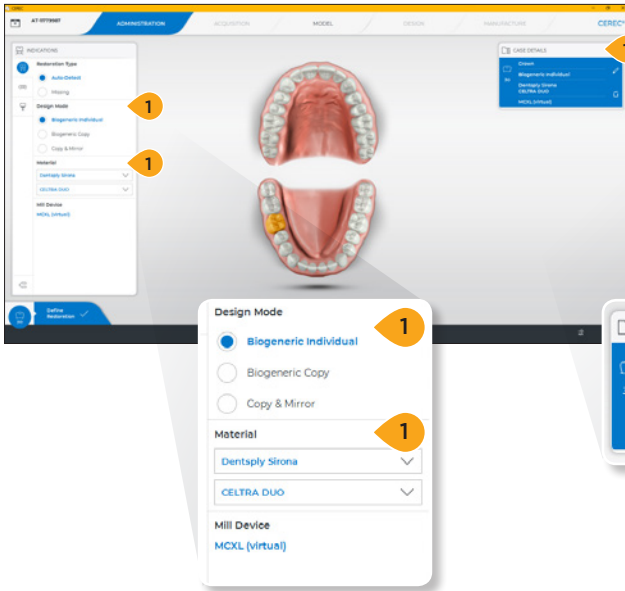 CEREC
ADMINISTRATION
ACQUISITION
MODEL
DESIGN
MANUFACTURE
CEREC
INDICATIONS
Restoration Type
Auto-Detect
Missing
Design Mode
1
Biogeneric Individual
Biogeneric Copy
Copy & Mirror
Material
1
Dentsply Sirona
CELTRA DUO
Mill Device
MCXL (virtual)
CASE DETAILS
Crown
Biogeneric Individual
Dentsply Sirona
CELTRA DUO
MCXL (virtual)
Define
Restoration
Design Mode
1
Biogeneric Individual
Biogeneric Copy
Copy & Mirror
Material
1
Dentsply Sirona
CELTRA DUO
Mill Device
MCXL (virtual)